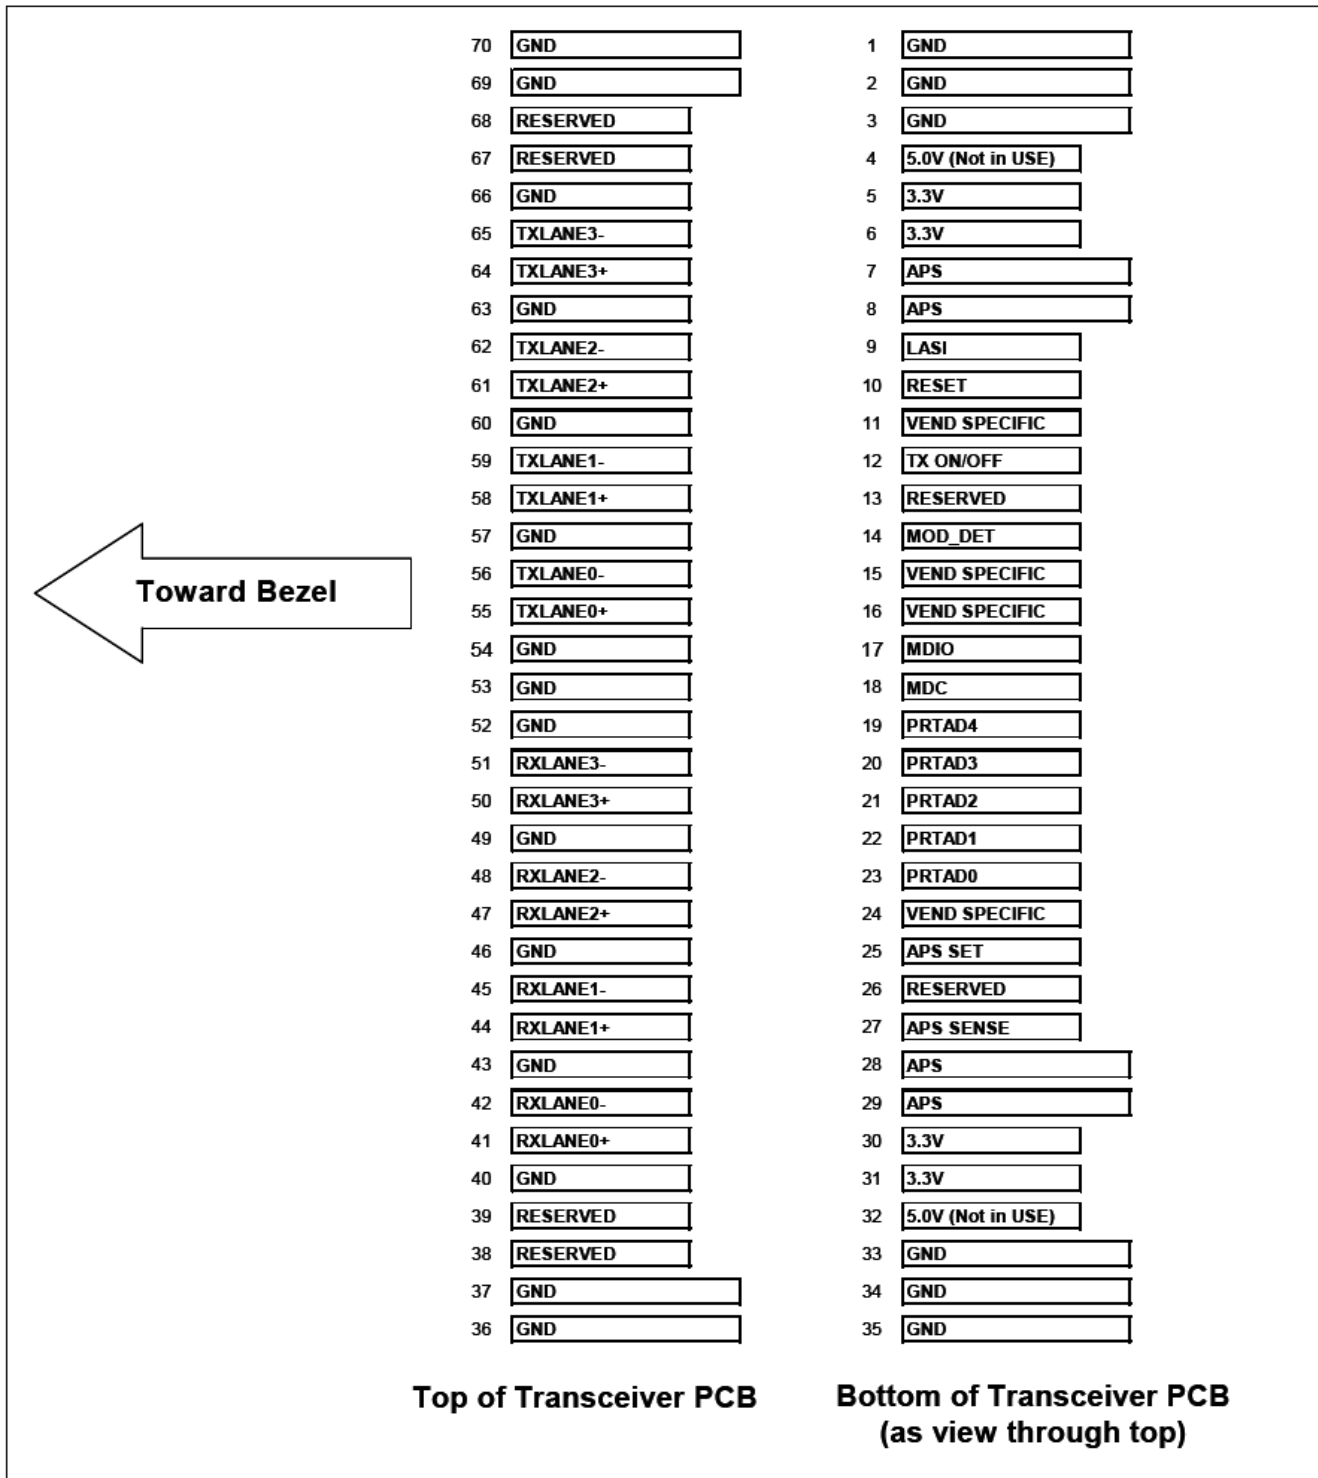 70 GND 1 GND
69 GND 2 GND
68 RESERVED 3 GND
67 RESERVED 4 5.0V (Not in USE)
66 GND 5 3.3V
65 TXLANE3- 6 3.3V
64 TXLANE3+ 7 APS
63 GND 8 APS
62 TXLANE2- 9 LASI
61 TXLANE2+ 10 RESET
60 GND 11 VEND SPECIFIC
59 TXLANE1- 12 TX ON/OFF
58 TXLANE1+ 13 RESERVED
57 GND 14 MOD_DET
56 TXLANE0- 15 VEND SPECIFIC
Toward Bezel
55 TXLANE0+ 16 VEND SPECIFIC
54 GND 17 MDIO
53 GND 18 MDC
52 GND 19 PRTAD4
51 RXLANE3- 20 PRTAD3
50 RXLANE3+ 21 PRTAD2
49 GND 22 PRTAD1
48 RXLANE2- 23 PRTAD0
47 RXLANE2+ 24 VEND SPECIFIC
46 GND 25 APS SET
45 RXLANE1- 26 RESERVED
44 RXLANE1+ 27 APS SENSE
43 GND 28 APS
42 RXLANE0- 29 APS
41 RXLANE0+ 30 3.3V
40 GND 31 3.3V
39 RESERVED 32 5.0V (Not in USE)
38 RESERVED 33 GND
37 GND 34 GND
36 GND 35 GND
Top of Transceiver PCB
Bottom of Transceiver PCB
(as view through top)